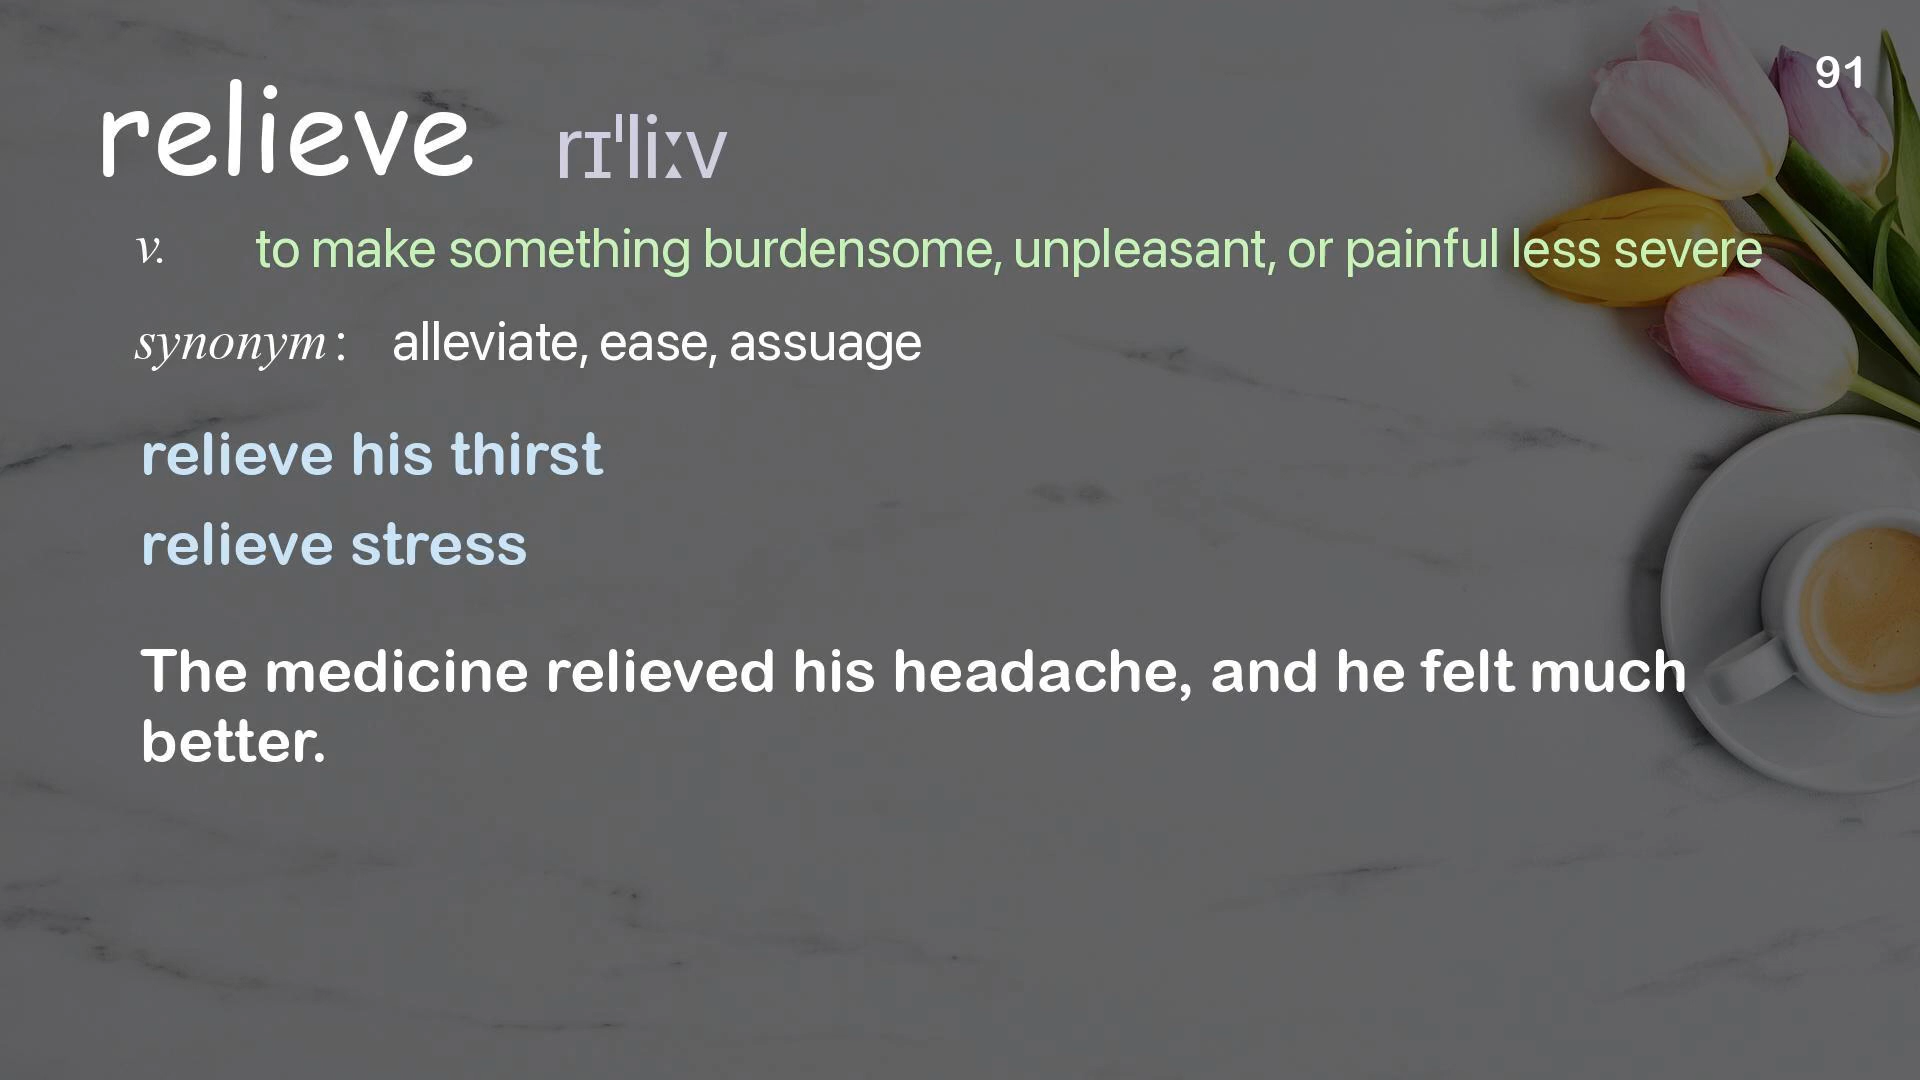 91
relieve rɪˈliːv
v. to make something burdensome, unpleasant, or painful less severe
synonym : alleviate, ease, assuage
relieve his thirst
relieve stress
The medicine relieved his headache, and he felt much
better.